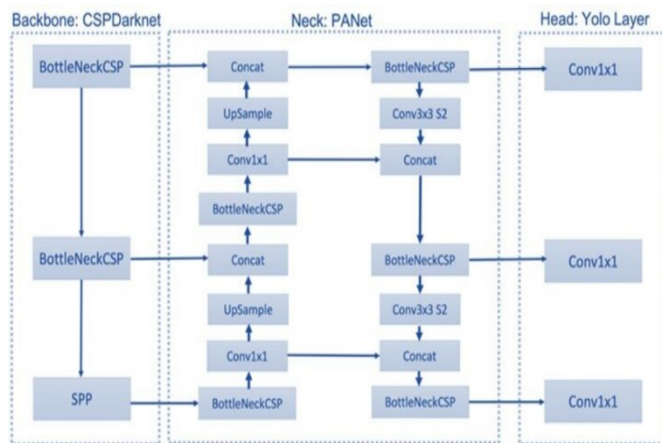 Backbone: CSPDarknet
Neck: PANet
Head: Yolo Layer
BottleNeckCSP
Concat
BottleNeckCSP
Conv1x1
UpSample
Conv3x3 S2
Conv1x1
Concat
BottleNeckCSP
BottleNeckCSP
Concat
BottleNeckCSP
Conv1x1
UpSample
Conv3x3 S2
Conv1x1
Concat
SPP
BottleNeckCSP
BottleNeckCSP
Conv1x1